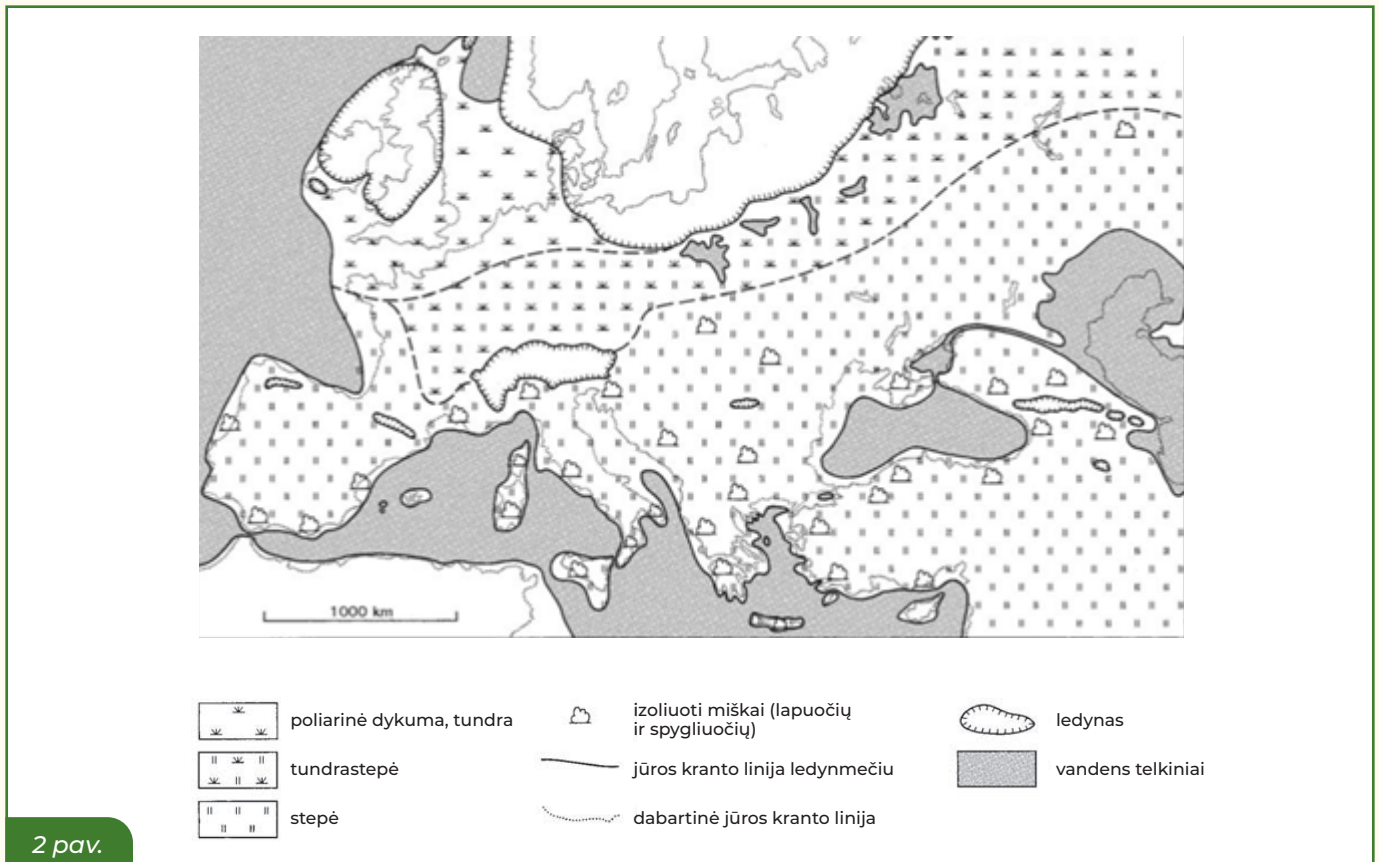 1000 km
poliarinė dykuma, tundra
tundrastepė
stepė
izoliuoti miškai (lapuočių
ir spygliuočių)
jūros kranto linija ledynmečiu
dabartinė jūros kranto linija
ledynas
vandens telkiniai
2 pav.